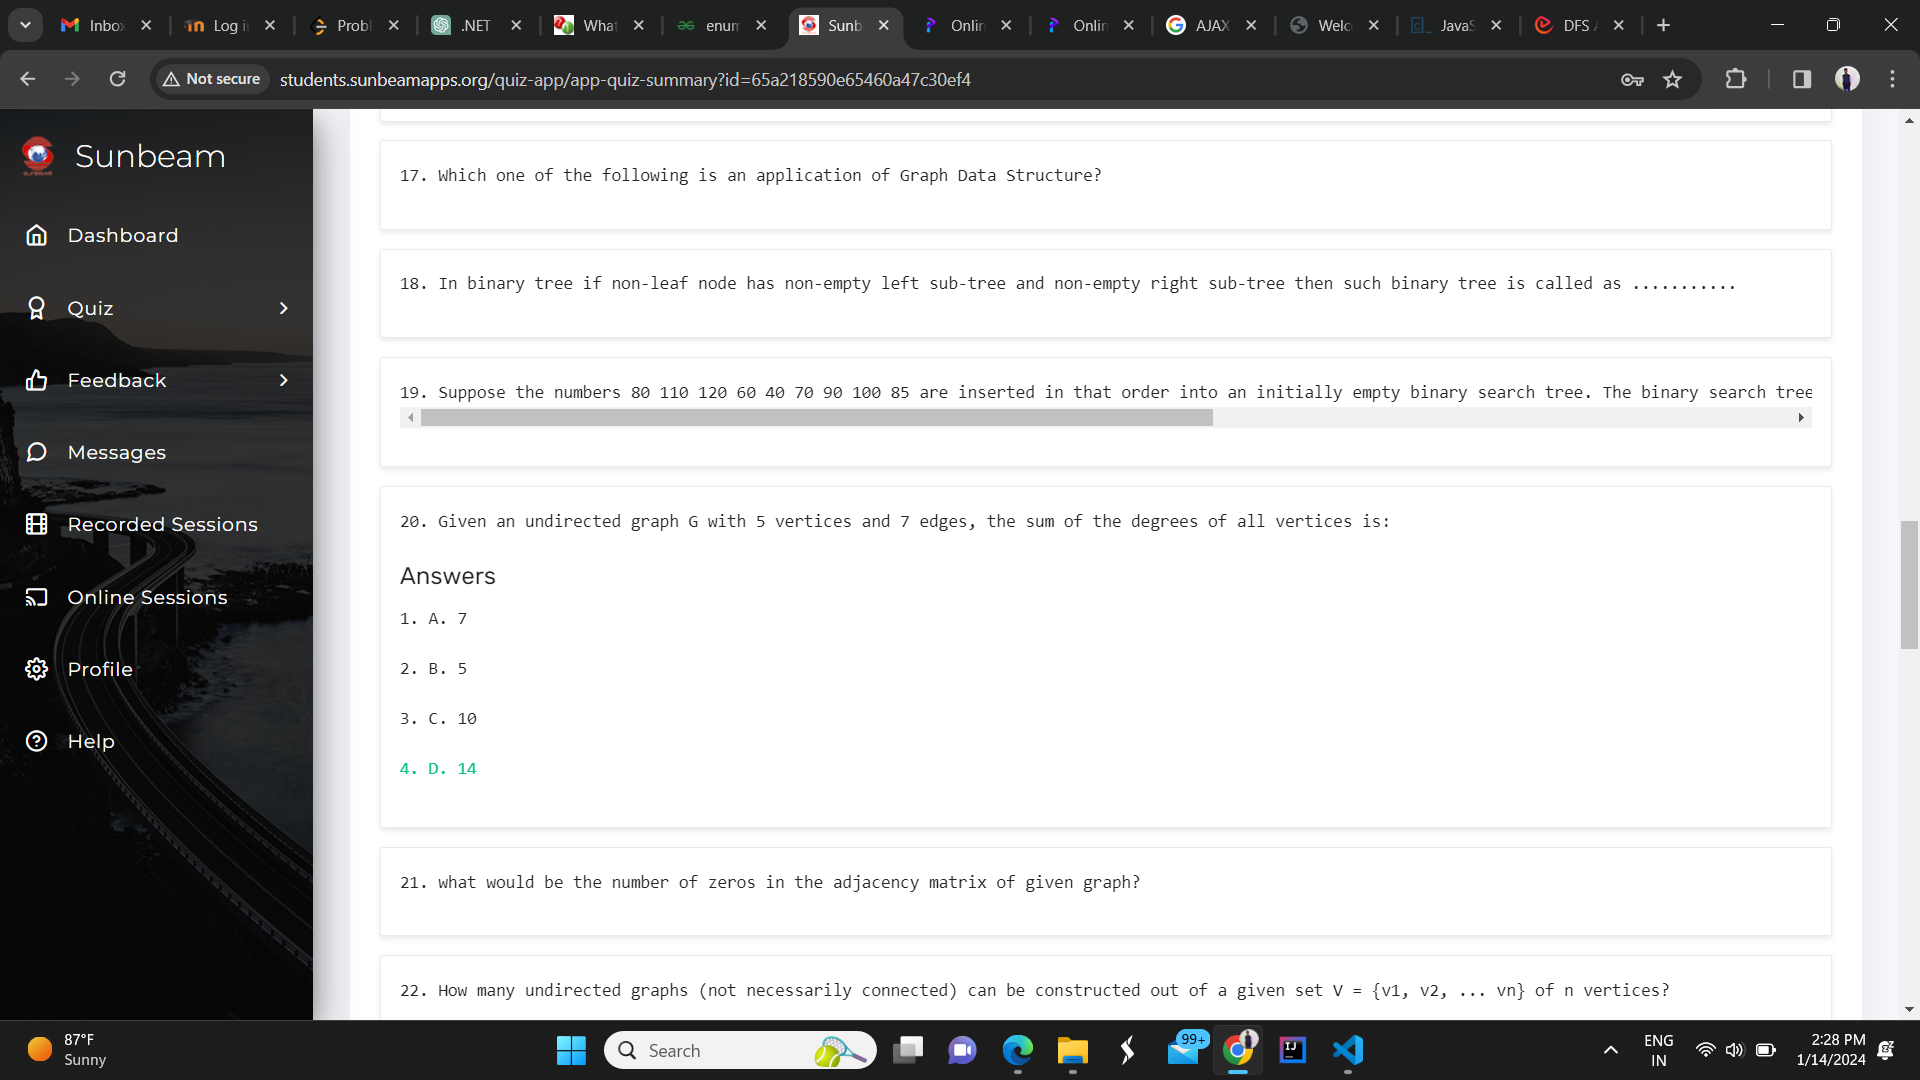 Inbox
Log i
Probl
.NET
What
enum
Sunb
Onlin
Onlin
AJAX
Welc
JavaS
DFS
Not secure
students.sunbeamapps.org/quiz-app/app-quiz-summary?id=65a218590e65460a47c30ef4
Sunbeam
Dashboard
Quiz
Feedback
Messages
Recorded Sessions
Online Sessions
Profile
Help
17. Which one of the following is an application of Graph Data Structure?
18. In binary tree if non-leaf node has non-empty left sub-tree and non-empty right sub-tree then such binary tree is called as ...........
19. Suppose the numbers 80 110 120 60 40 70 90 100 85 are inserted in that order into an initially empty binary search tree. The binary search tree
20. Given an undirected graph G with 5 vertices and 7 edges, the sum of the degrees of all vertices is:
Answers
1. A. 7
2. B. 5
3. C. 10
4. D. 14
21. what would be the number of zeros in the adjacency matrix of given graph?
22. How many undirected graphs (not necessarily connected) can be constructed out of a given set V = {v1, v2, ... vn} of n vertices?
87°F
Sunny
Search
99+
ENG
IN
2:28 PM
1/14/2024